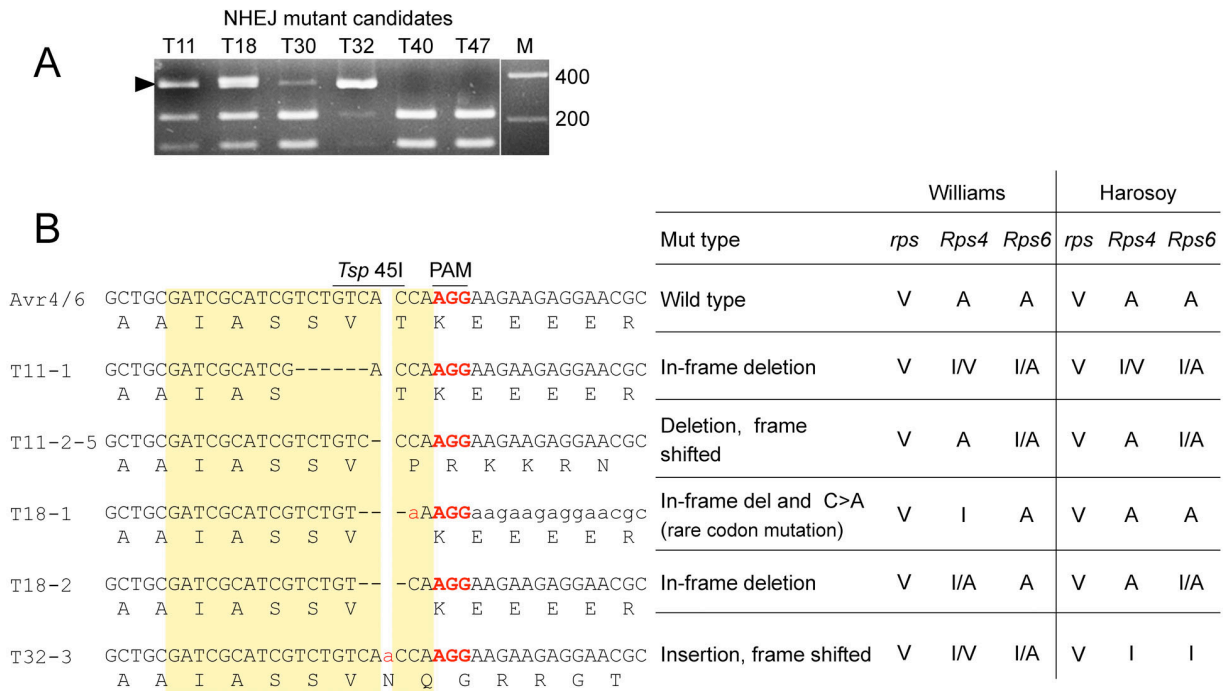 NHEJ mutant candidates
A
T11 T18 T30 T32 T40 T47 M
400
200
B
Williams Harosoy
Mut type rps Rps4 Rps6 rps Rps4 Rps6
Tsp 45I PAM
Avr4/6 GCTGCGATCGCATCGTCTGTCA CCAAGGAAGAAGAGGAACGC
A A I A S S V T K E E E E R
Wild type V A A V A A
T11-1 GCTGCGATCGCATCG------A CCAAGGAAGAAGAGGAACGC
A A I A S T K E E E E R
In-frame deletion V I/V I/A V I/V I/A
T11-2-5 GCTGCGATCGCATCGTCTGTC- CCAAGGAAGAAGAGGAACGC
A A I A S S V P R K K R N
Deletion, frame shifted V A I/A V A I/A
T18-1 GCTGCGATCGCATCGTCTGT-- -aAAGGaagaagaggaacgc
A A I A S S V K E E E E R
In-frame del and C>A (rare codon mutation) V I A V A A
T18-2 GCTGCGATCGCATCGTCTGT-- -CAAGGAAGAAGAGGAACGC
A A I A S S V K E E E E R
In-frame deletion V I/A A V A I/A
T32-3 GCTGCGATCGCATCGTCTGTCAaCCAAGGAAGAAGAGGAACGC
A A I A S S V N Q G R R G T
Insertion, frame shifted V I/V I/A V I I